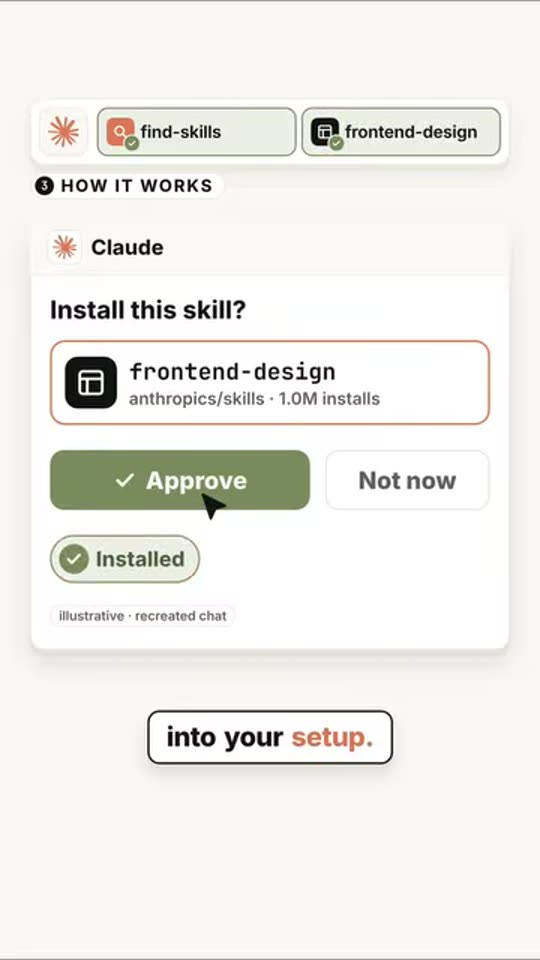 find-skills
frontend-design
3 HOW IT WORKS
Claude
Install this skill?
frontend-design
anthropics/skills · 1.0M installs
Approve
Not now
Installed
illustrative · recreated chat
into your setup.